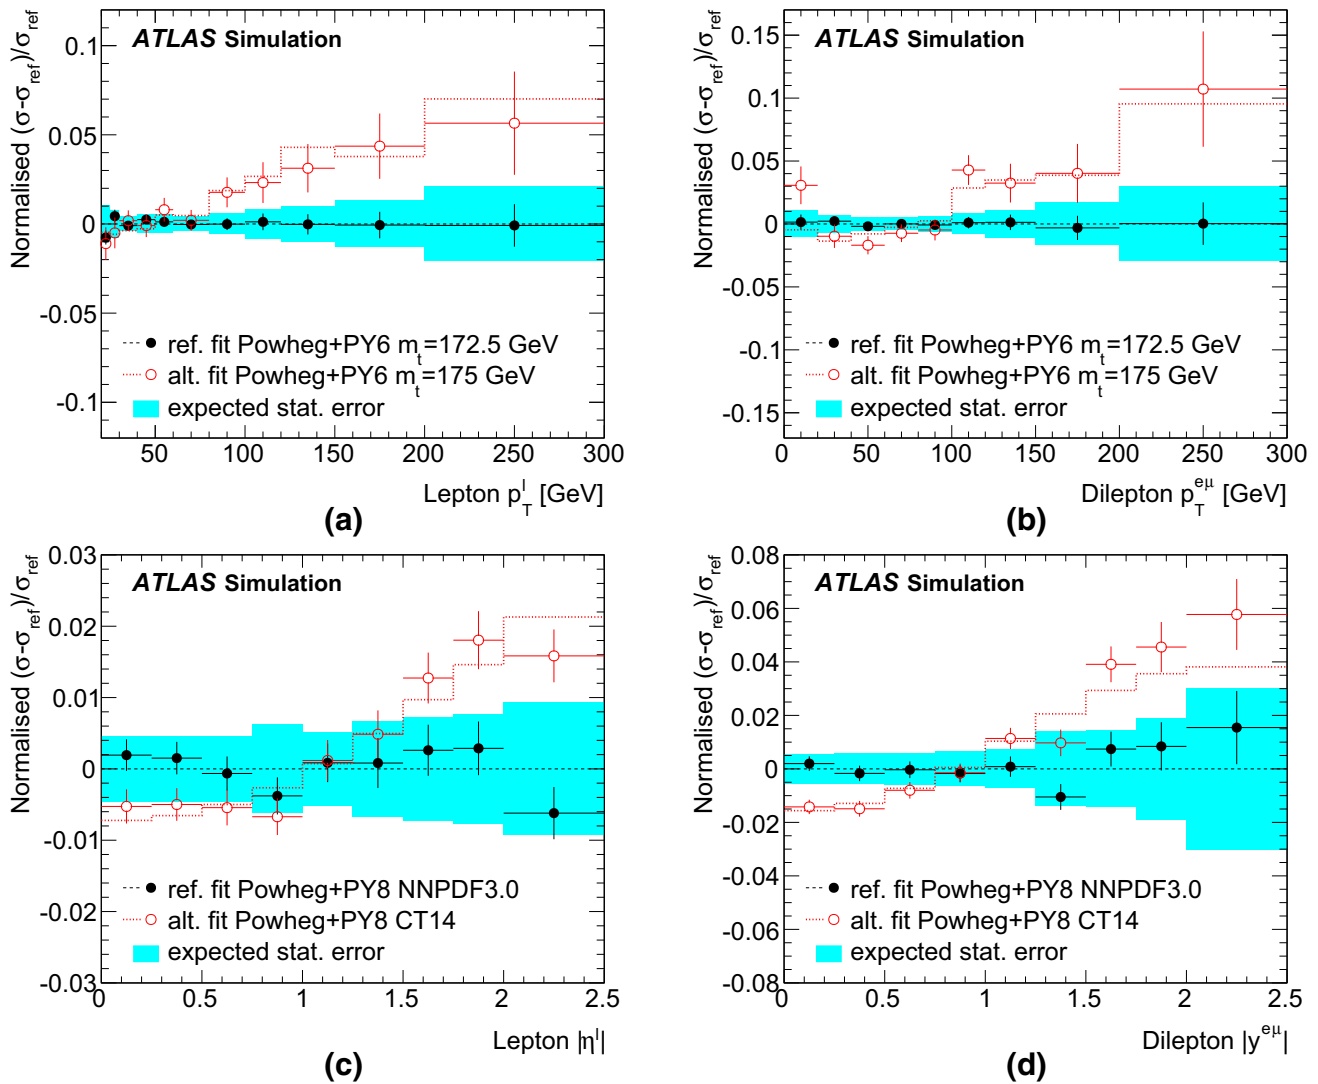 Normalised (σ-σref)/σref
ATLAS Simulation
0.1
0.05
0
-0.05
-0.1
ref. fit Powheg+PY6 mt=172.5 GeV
alt. fit Powheg+PY6 mt=175 GeV
expected stat. error
50 100 150 200 250 300
Lepton pTl [GeV]
(a)
Normalised (σ-σref)/σref
ATLAS Simulation
0.15
0.1
0.05
0
-0.05
-0.1
-0.15
ref. fit Powheg+PY6 mt=172.5 GeV
alt. fit Powheg+PY6 mt=175 GeV
expected stat. error
0 50 100 150 200 250 300
Dilepton pTeμ [GeV]
(b)
Normalised (σ-σref)/σref
ATLAS Simulation
0.03
0.02
0.01
0
-0.01
-0.02
-0.03
ref. fit Powheg+PY8 NNPDF3.0
alt. fit Powheg+PY8 CT14
expected stat. error
0 0.5 1 1.5 2 2.5
Lepton |ηl|
(c)
Normalised (σ-σref)/σref
ATLAS Simulation
0.08
0.06
0.04
0.02
0
-0.02
-0.04
-0.06
-0.08
ref. fit Powheg+PY8 NNPDF3.0
alt. fit Powheg+PY8 CT14
expected stat. error
0 0.5 1 1.5 2 2.5
Dilepton |yeμ|
(d)